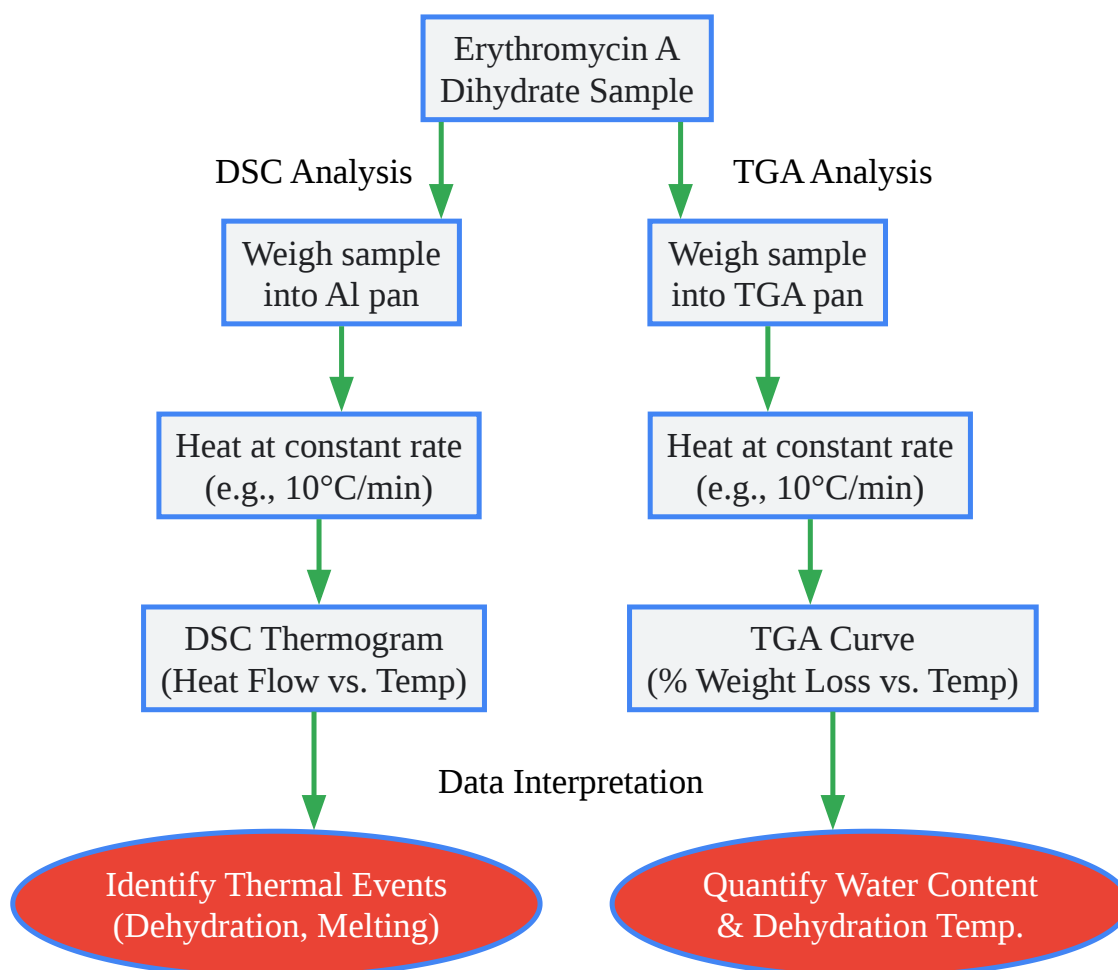 Erythromycin A
Dihydrate Sample
DSC Analysis
TGA Analysis
Weigh sample
into Al pan
Weigh sample
into TGA pan
Heat at constant rate
(e.g., 10°C/min)
Heat at constant rate
(e.g., 10°C/min)
DSC Thermogram
(Heat Flow vs. Temp)
TGA Curve
(% Weight Loss vs. Temp)
Data Interpretation
Identify Thermal Events
(Dehydration, Melting)
Quantify Water Content
& Dehydration Temp.